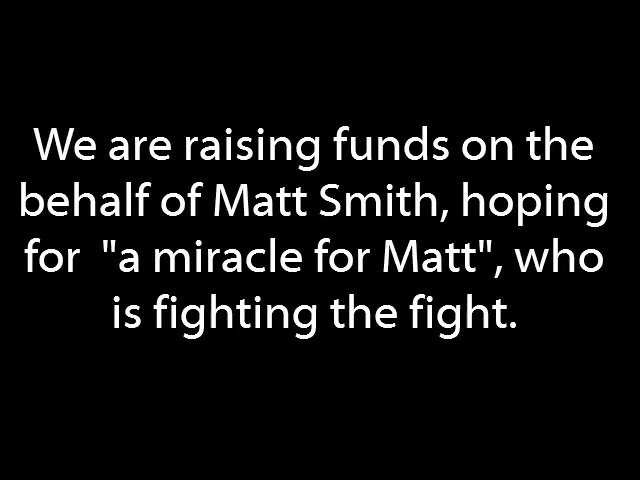 We are raising funds on the
behalf of Matt Smith, hoping
for  "a miracle for Matt", who
is fighting the fight.